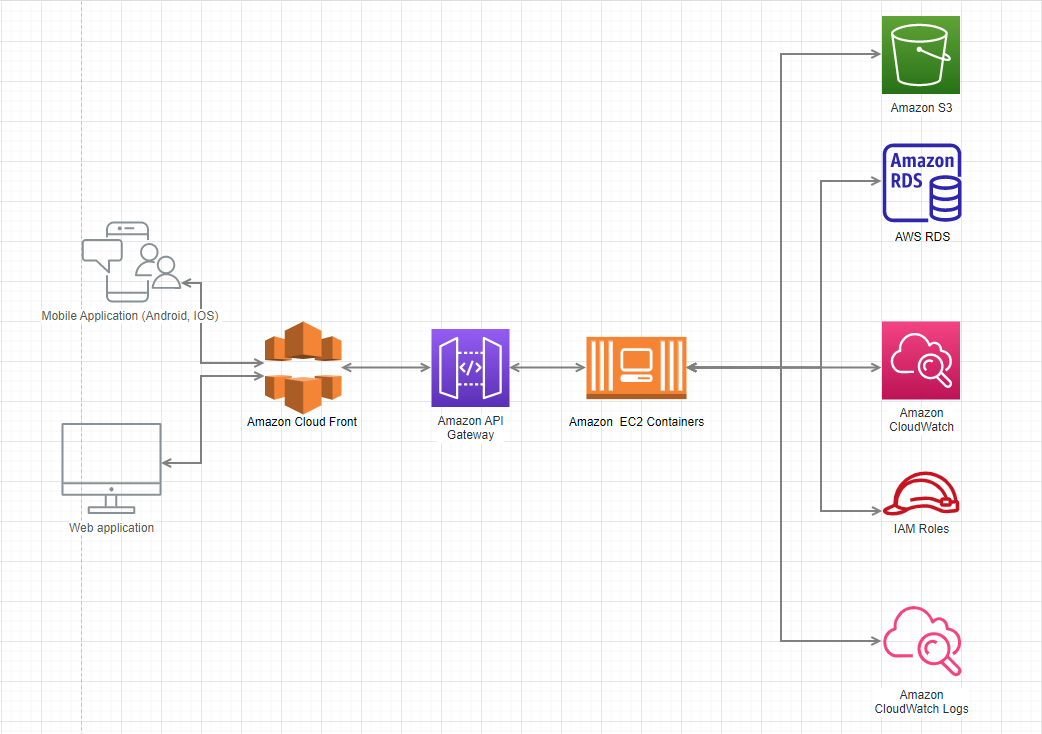 Amazon S3
Amazon
RDS
AWS RDS
Mobile Application (Android, IOS)
Amazon Cloud Front
</>
Amazon API
Gateway
Amazon  EC2 Containers
Amazon
CloudWatch
Web application
IAM Roles
Amazon
CloudWatch Logs